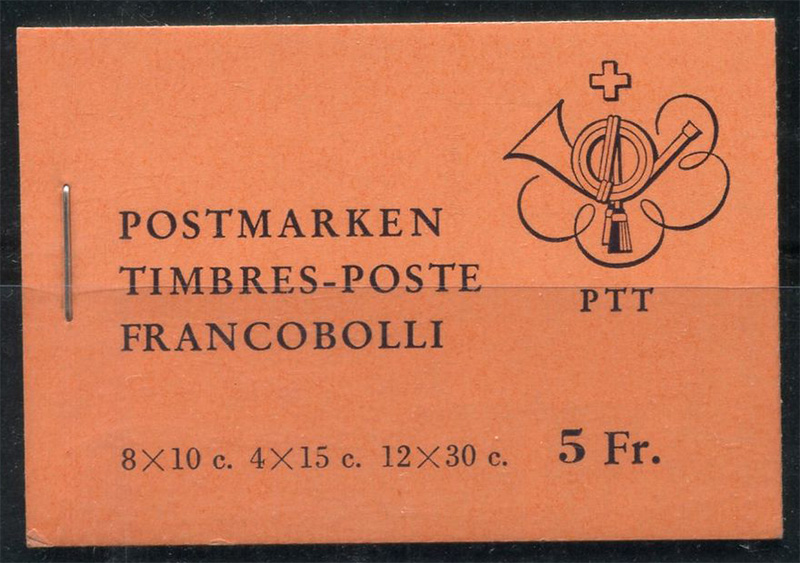 POSTMARKEN
TIMBRES-POSTE
FRANCOBOLLI
PTT
8×10 c. 4×15 c. 12×30 c. 5 Fr.